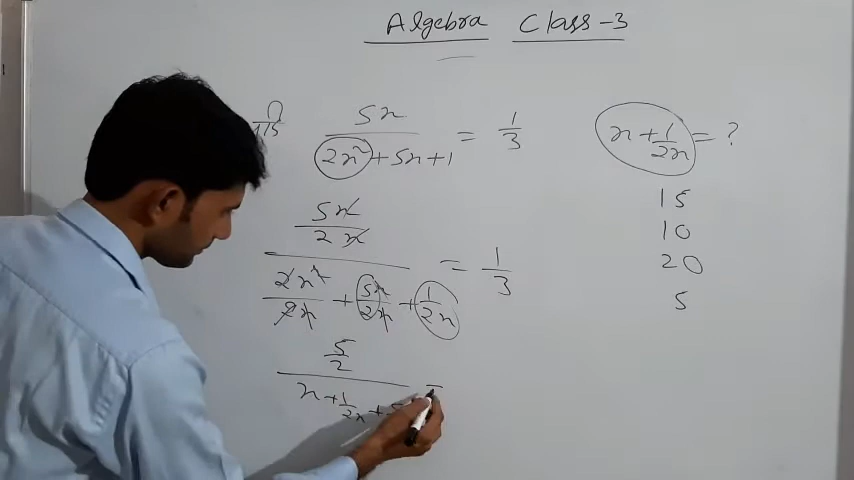 Algebra Class-3
5x / (2x² + 5x + 1) = 1/3
x + 1/2x = ?
15
10
20
5
(5x / 2x) / (2x² / 2x + 5x / 2x + 1 / 2x) = 1/3
(5/2) / (x + 1/2x + 5